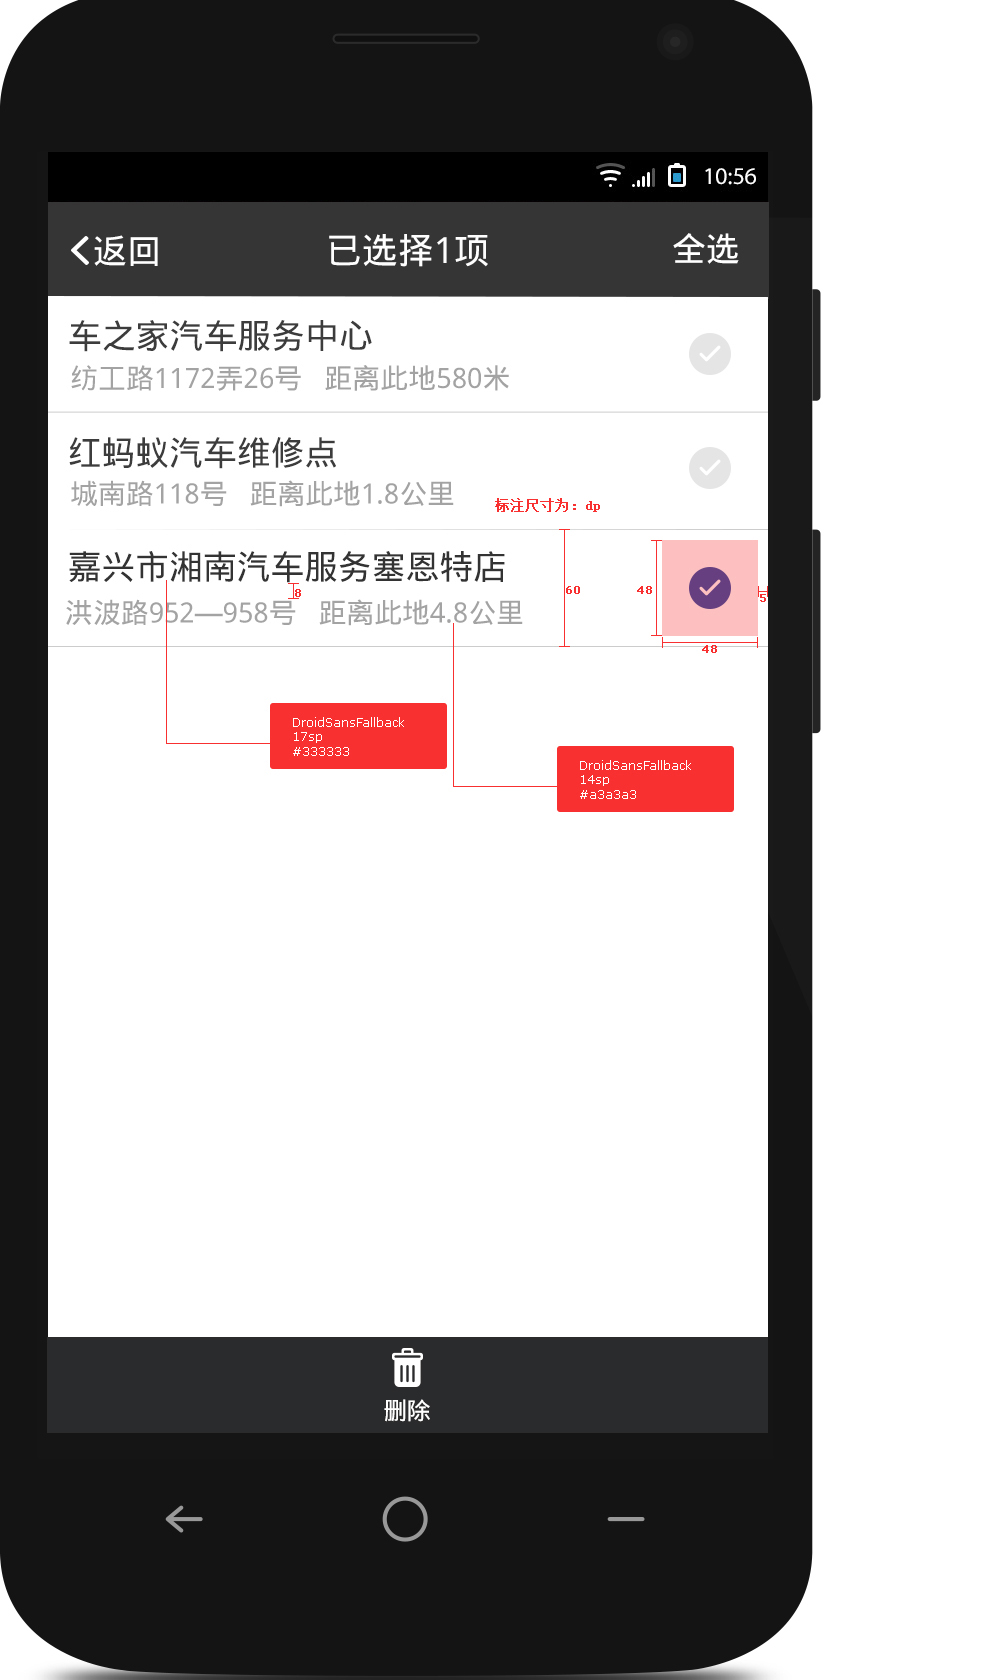 10:56
返回 已选择1项 全选
车之家汽车服务中心
纺工路1172弄26号 距离此地580米
红蚂蚁汽车维修点
城南路118号 距离此地1.8公里
标注尺寸为：dp
嘉兴市湘南汽车服务塞恩特店
8 60 48 5
洪波路952—958号 距离此地4.8公里
48
DroidSansFallback
17sp
#333333
DroidSansFallback
14sp
#a3a3a3
删除